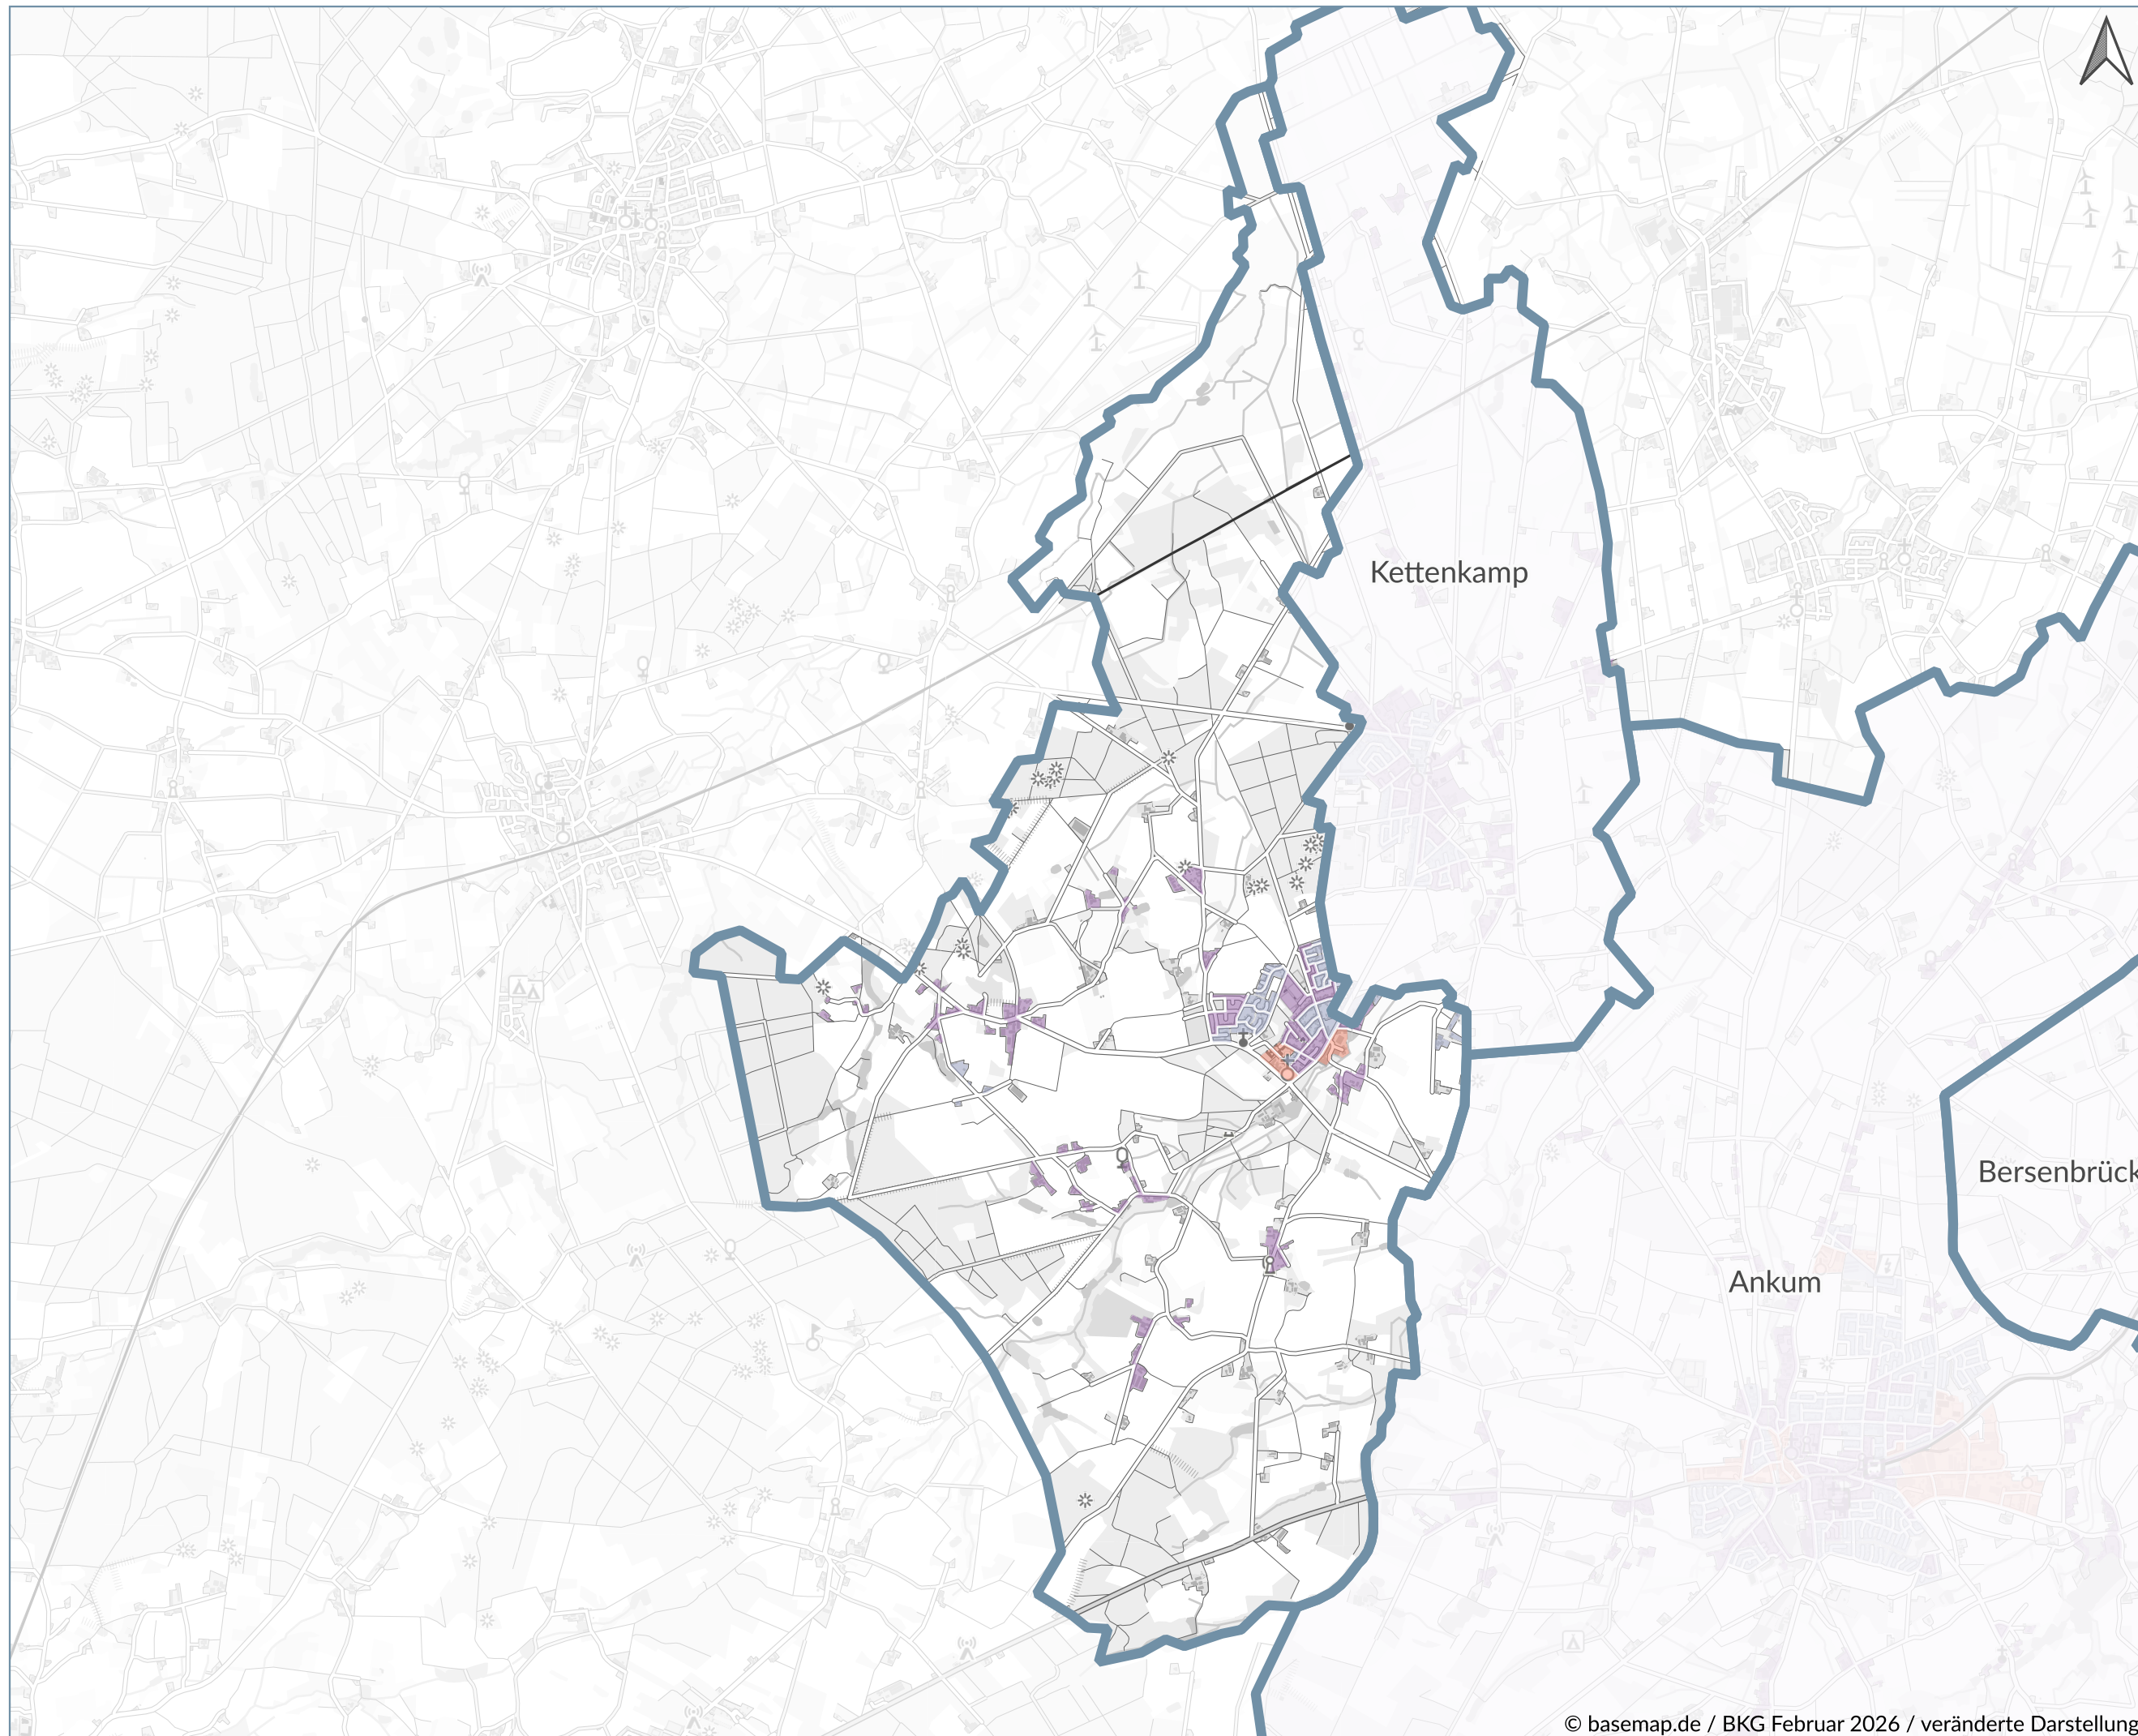 Kettenkamp
Bersenbrück
Ankum
© basemap.de / BKG Februar 2026 / veränderte Darstellung